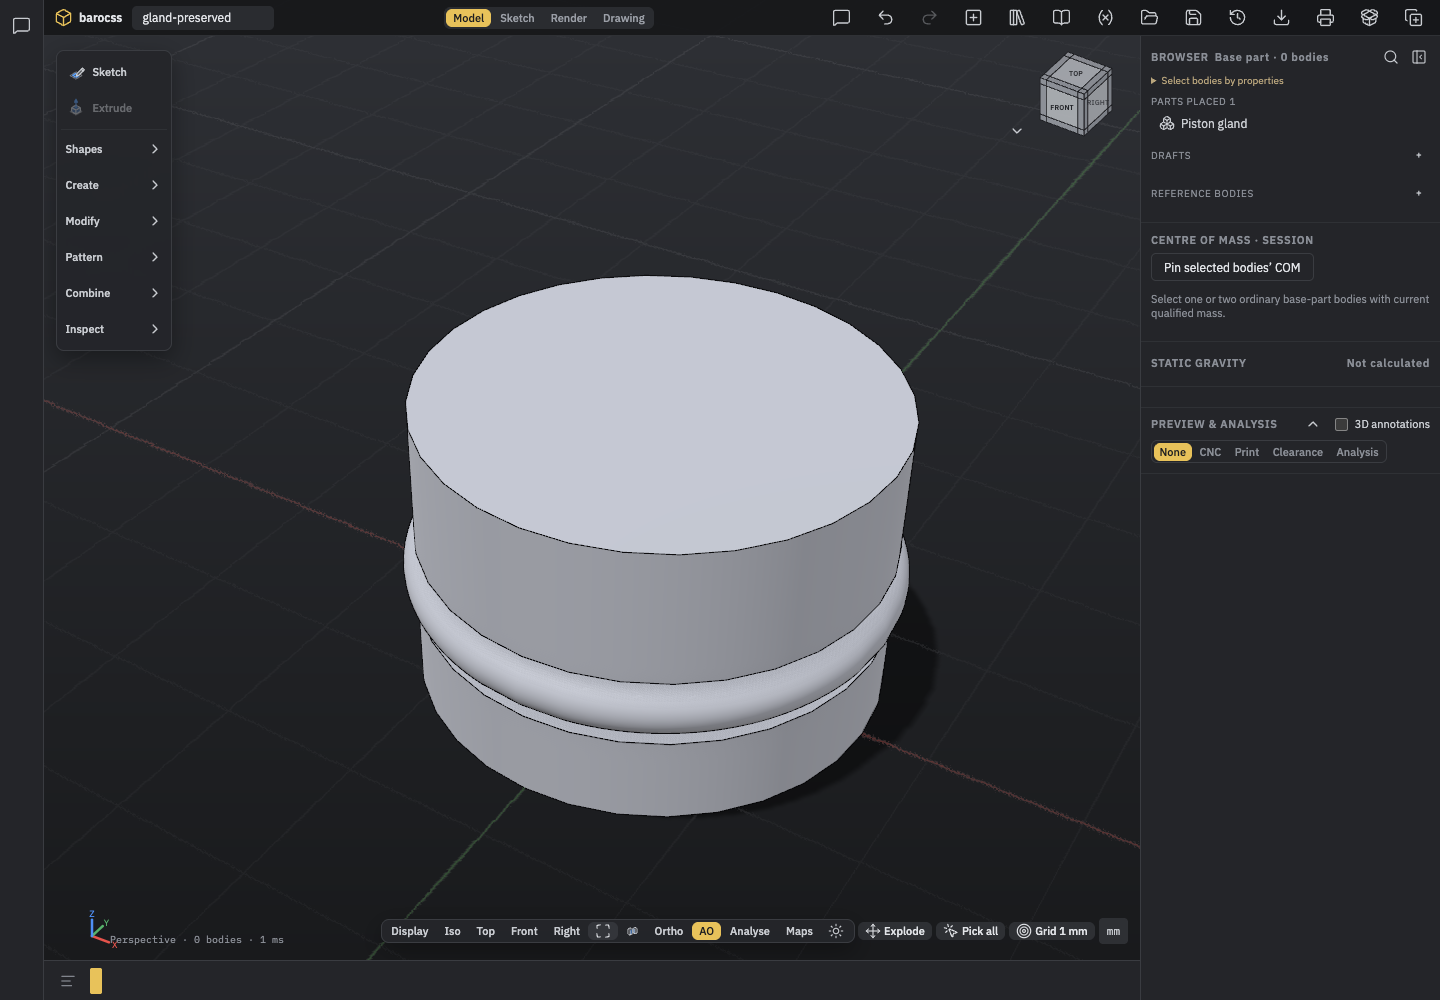 barocss
gland-preserved
Model Sketch Render Drawing
Sketch
Extrude
Shapes
Create
Modify
Pattern
Combine
Inspect
TOP
FRONT
RIGHT
BROWSER Base part · 0 bodies
Select bodies by properties
PARTS PLACED 1
Piston gland
DRAFTS +
REFERENCE BODIES +
CENTRE OF MASS · SESSION
Pin selected bodies’ COM
Select one or two ordinary base-part bodies with current
qualified mass.
STATIC GRAVITY Not calculated
PREVIEW & ANALYSIS 3D annotations
None CNC Print Clearance Analysis
Z
Y
X
Perspective · 0 bodies · 1 ms
Display Iso Top Front Right Ortho AO Analyse Maps Explode Pick all Grid 1 mm mm